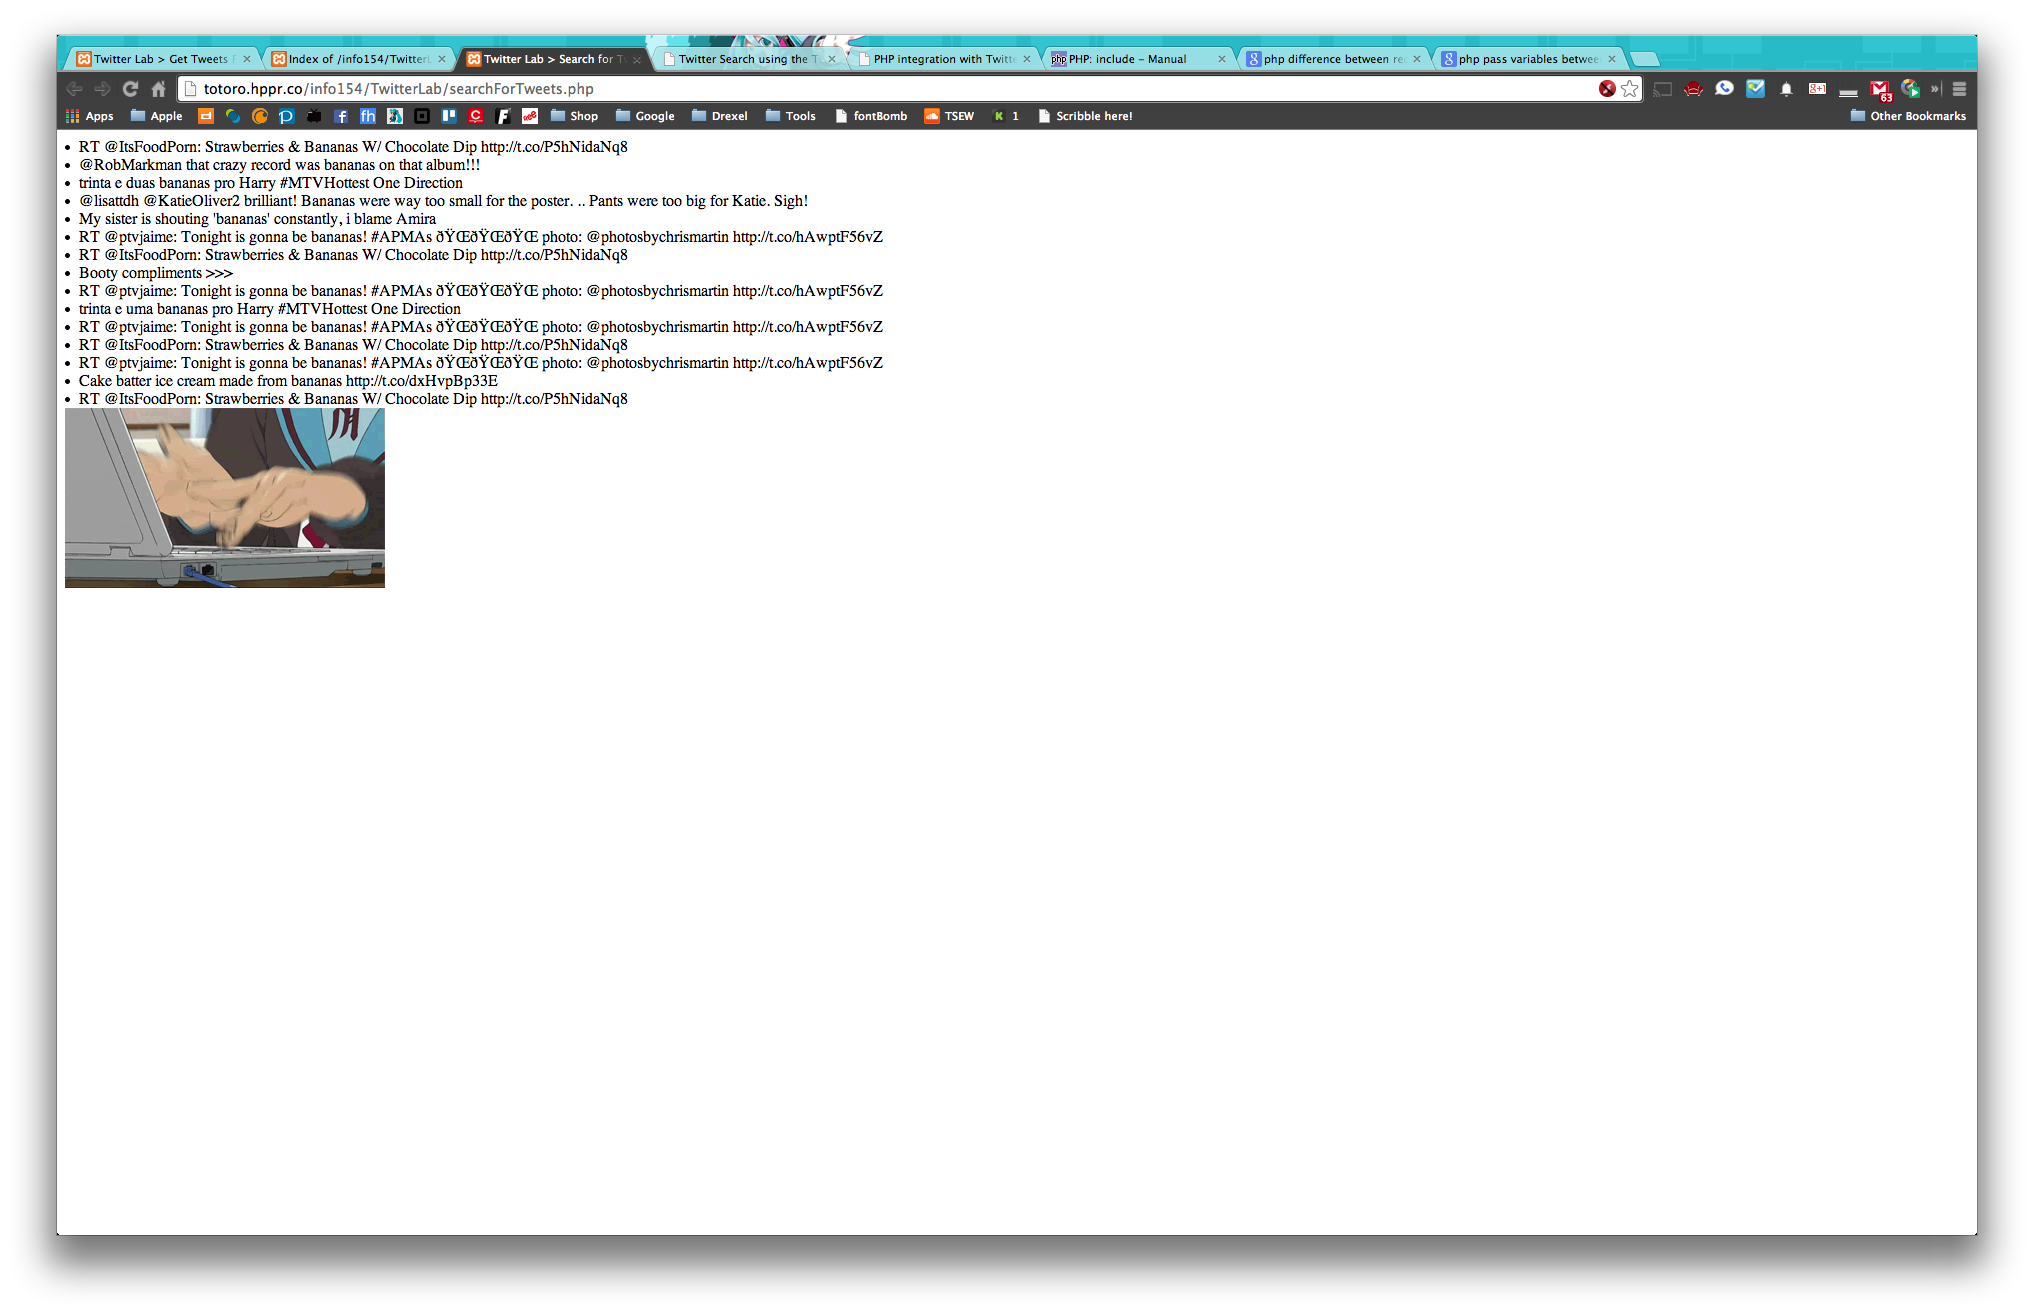 Twitter Lab > Get Tweets
Index of /info154/Twitter
Twitter Lab > Search for T
Twitter Search using the T
PHP integration with Twitte
php PHP: include – Manual
php difference between re
php pass variables betwee
totoro.hppr.co/info154/TwitterLab/searchForTweets.php
g+1
63
Apps Apple fh Shop Google Drexel Tools fontBomb TSEW K 1 Scribble here! Other Bookmarks
• RT @ItsFoodPorn: Strawberries & Bananas W/ Chocolate Dip http://t.co/P5hNidaNq8
• @RobMarkman that crazy record was bananas on that album!!!
• trinta e duas bananas pro Harry #MTVHottest One Direction
• @lisattdh @KatieOliver2 brilliant! Bananas were way too small for the poster. .. Pants were too big for Katie. Sigh!
• My sister is shouting 'bananas' constantly, i blame Amira
• RT @ptvjaime: Tonight is gonna be bananas! #APMAs ðŸŒðŸŒðŸŒ photo: @photosbychrismartin http://t.co/hAwptF56vZ
• RT @ItsFoodPorn: Strawberries & Bananas W/ Chocolate Dip http://t.co/P5hNidaNq8
• Booty compliments >>>
• RT @ptvjaime: Tonight is gonna be bananas! #APMAs ðŸŒðŸŒðŸŒ photo: @photosbychrismartin http://t.co/hAwptF56vZ
• trinta e uma bananas pro Harry #MTVHottest One Direction
• RT @ptvjaime: Tonight is gonna be bananas! #APMAs ðŸŒðŸŒðŸŒ photo: @photosbychrismartin http://t.co/hAwptF56vZ
• RT @ItsFoodPorn: Strawberries & Bananas W/ Chocolate Dip http://t.co/P5hNidaNq8
• RT @ptvjaime: Tonight is gonna be bananas! #APMAs ðŸŒðŸŒðŸŒ photo: @photosbychrismartin http://t.co/hAwptF56vZ
• Cake batter ice cream made from bananas http://t.co/dxHvpBp33E
• RT @ItsFoodPorn: Strawberries & Bananas W/ Chocolate Dip http://t.co/P5hNidaNq8